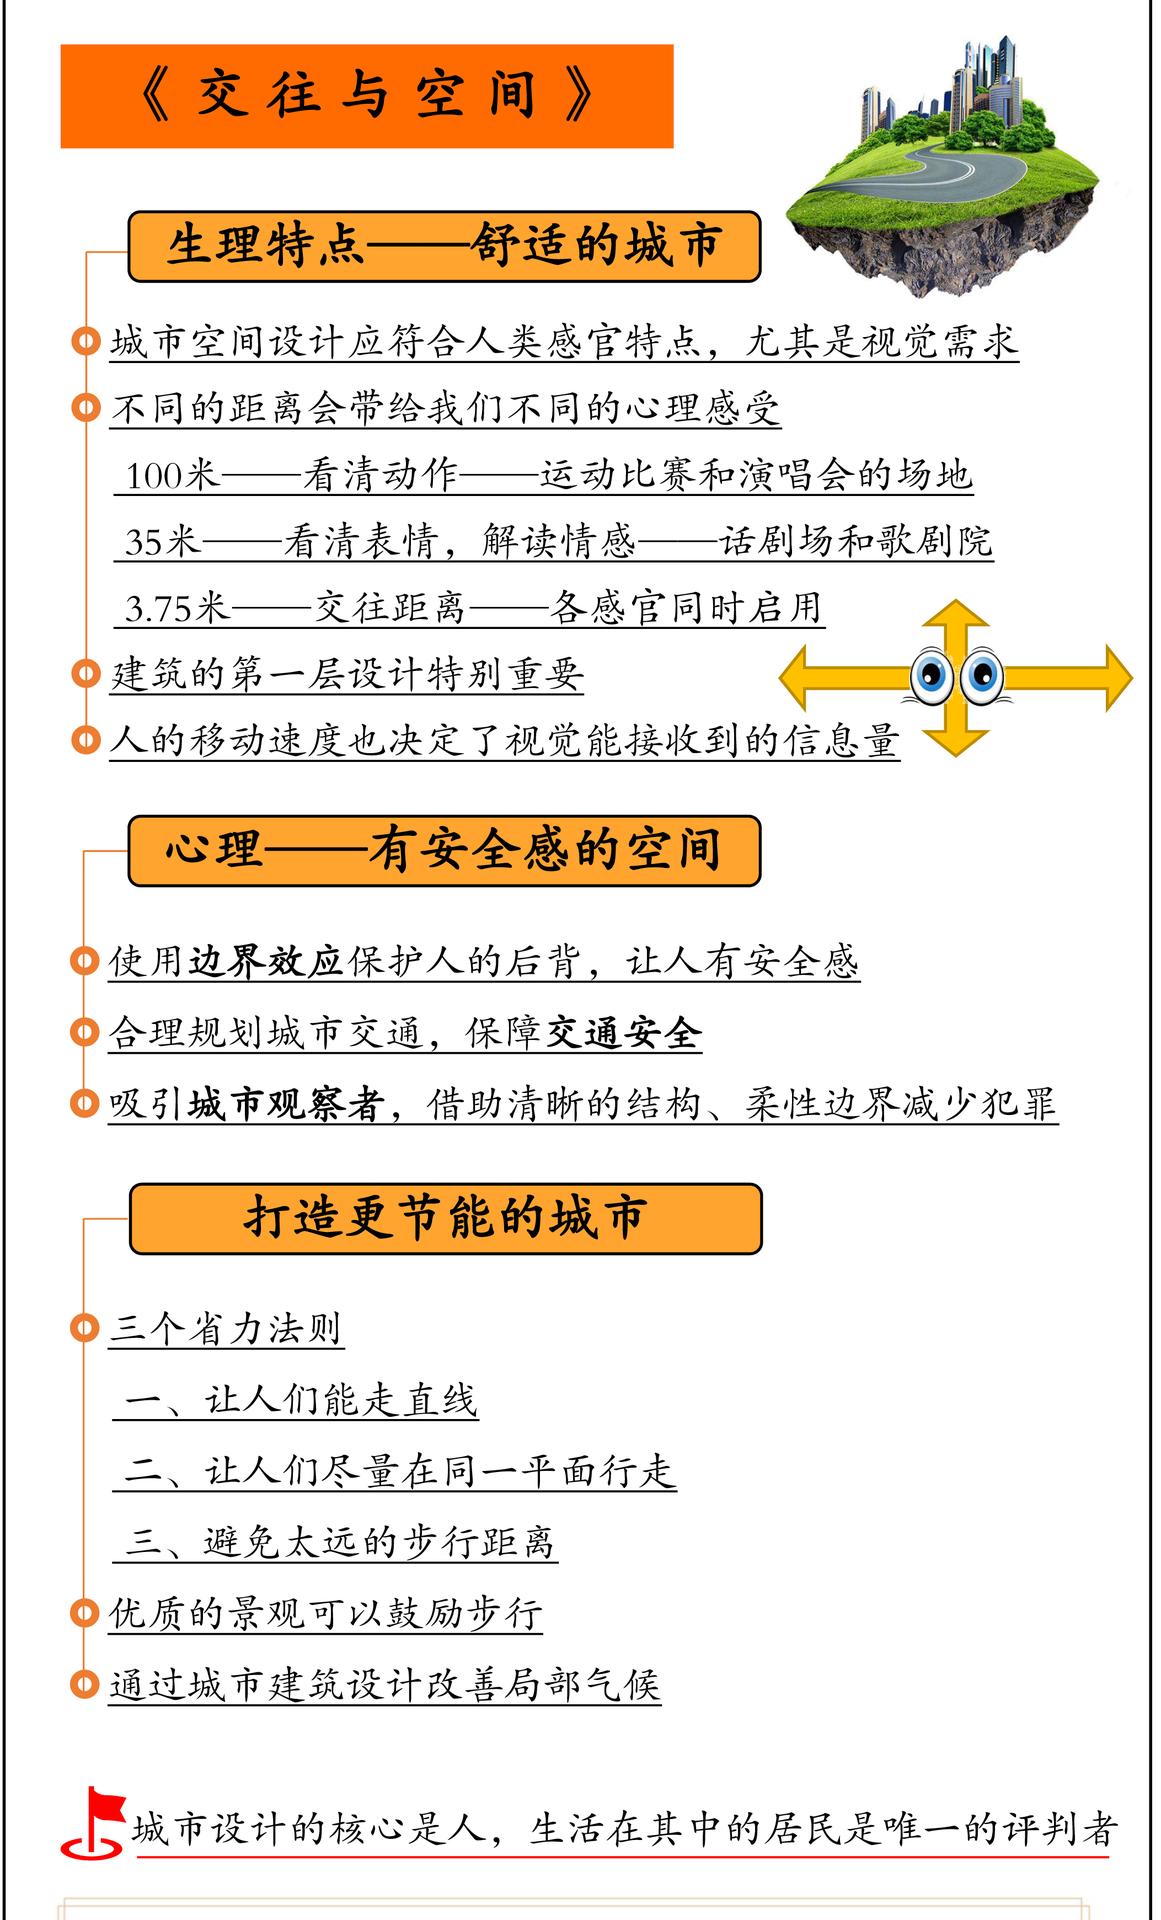 《交往与空间》
生理特点——舒适的城市
城市空间设计应符合人类感官特点，尤其是视觉需求
不同的距离会带给我们不同的心理感受
100米——看清动作——运动比赛和演唱会的场地
35米——看清表情，解读情感——话剧场和歌剧院
3.75米——交往距离——各感官同时启用
建筑的第一层设计特别重要
人的移动速度也决定了视觉能接收到的信息量
心理——有安全感的空间
使用边界效应保护人的后背，让人有安全感
合理规划城市交通，保障交通安全
吸引城市观察者，借助清晰的结构、柔性边界减少犯罪
打造更节能的城市
三个省力法则
一、让人们能走直线
二、让人们尽量在同一平面行走
三、避免太远的步行距离
优质的景观可以鼓励步行
通过城市建筑设计改善局部气候
城市设计的核心是人，生活在其中的居民是唯一的评判者